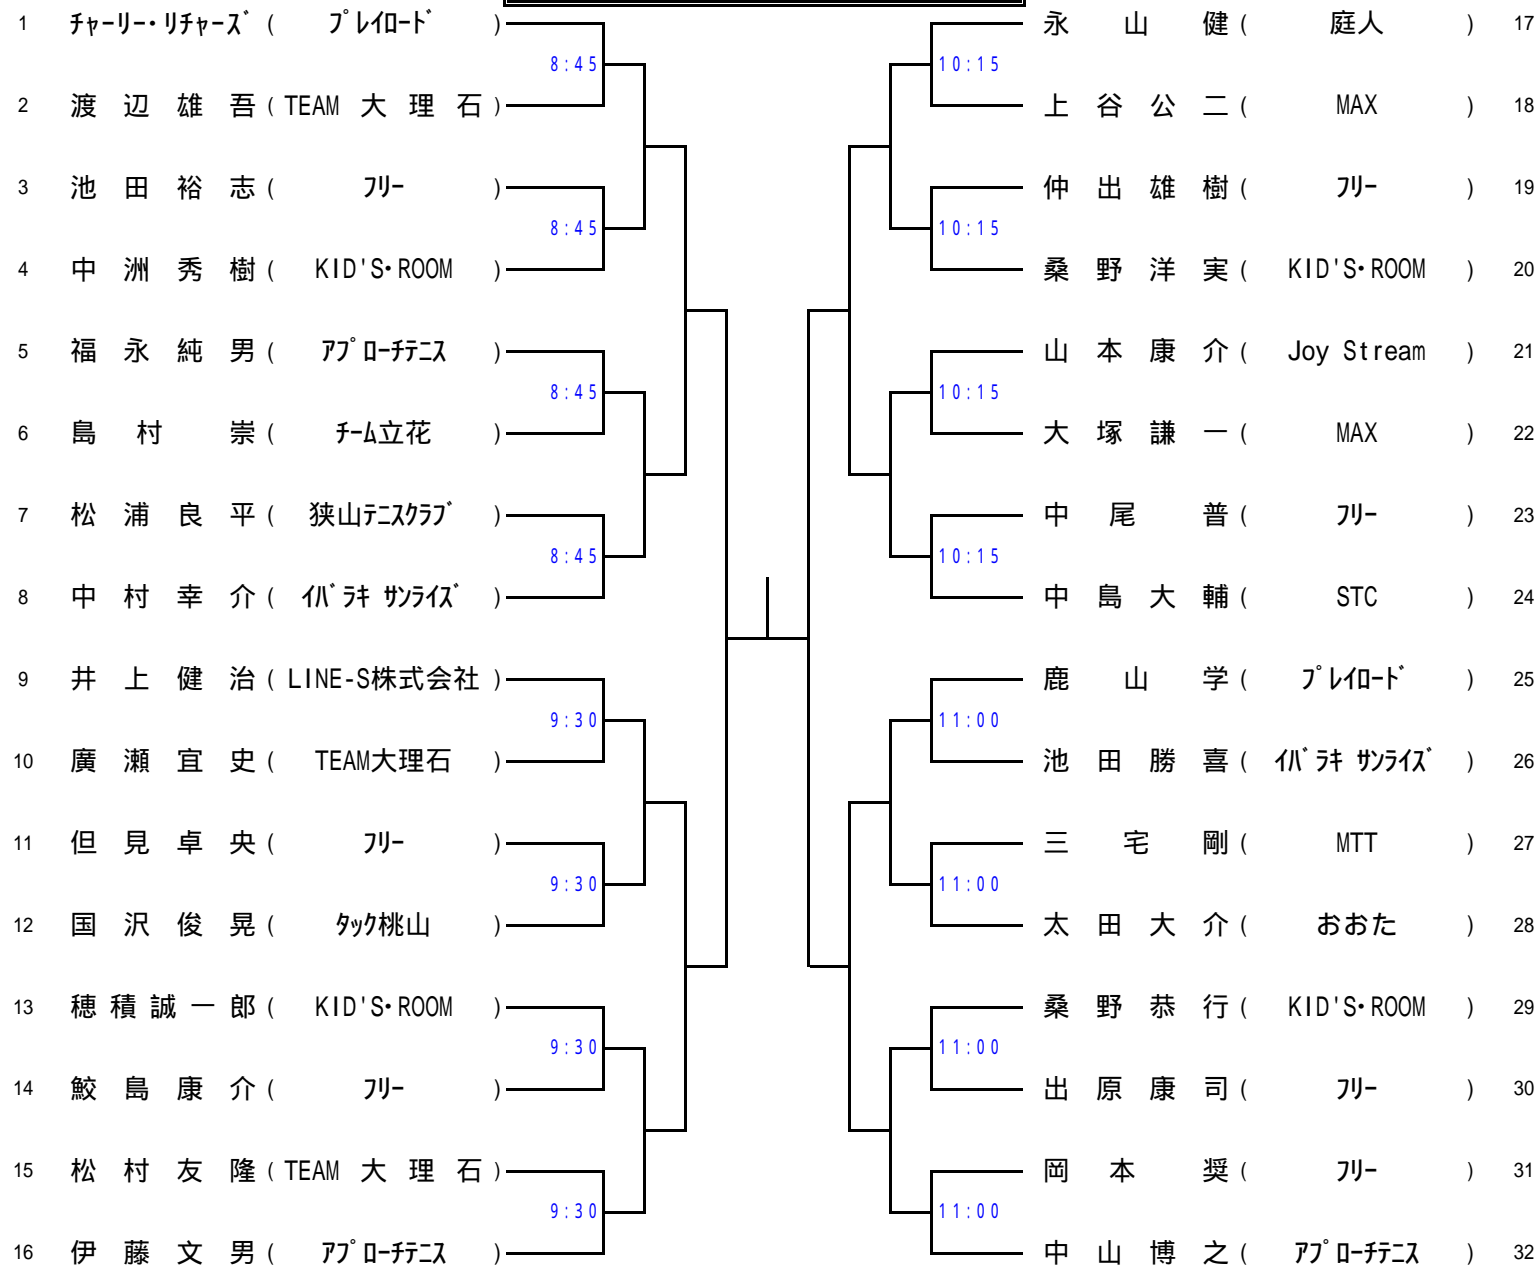 1 チャーリー・リチャーズ ( プレイロード )
8:45
2 渡辺雄吾 ( TEAM 大理石 )
3 池田裕志 ( フリー )
8:45
4 中洲秀樹 ( KID'S・ROOM )
5 福永純男 ( アプローチテニス )
8:45
6 島村崇 ( チーム立花 )
7 松浦良平 ( 狭山テニスクラブ )
8:45
8 中村幸介 ( イバラキ サンライズ )
9 井上健治 ( LINE-S株式会社 )
9:30
10 廣瀬宜史 ( TEAM大理石 )
11 但見卓央 ( フリー )
9:30
12 国沢俊晃 ( タック桃山 )
13 穂積誠一郎 ( KID'S・ROOM )
9:30
14 鮫島康介 ( フリー )
15 松村友隆 ( TEAM 大理石 )
9:30
16 伊藤文男 ( アプローチテニス )
永山健 ( 庭人 ) 17
10:15
上谷公二 ( MAX ) 18
仲出雄樹 ( フリー ) 19
10:15
桑野洋実 ( KID'S・ROOM ) 20
山本康介 ( Joy Stream ) 21
10:15
大塚謙一 ( MAX ) 22
中尾普 ( フリー ) 23
10:15
中島大輔 ( STC ) 24
鹿山学 ( プレイロード ) 25
11:00
池田勝喜 ( イバラキ サンライズ ) 26
三宅剛 ( MTT ) 27
11:00
太田大介 ( おおた ) 28
桑野恭行 ( KID'S・ROOM ) 29
11:00
出原康司 ( フリー ) 30
岡本奨 ( フリー ) 31
11:00
中山博之 ( アプローチテニス ) 32